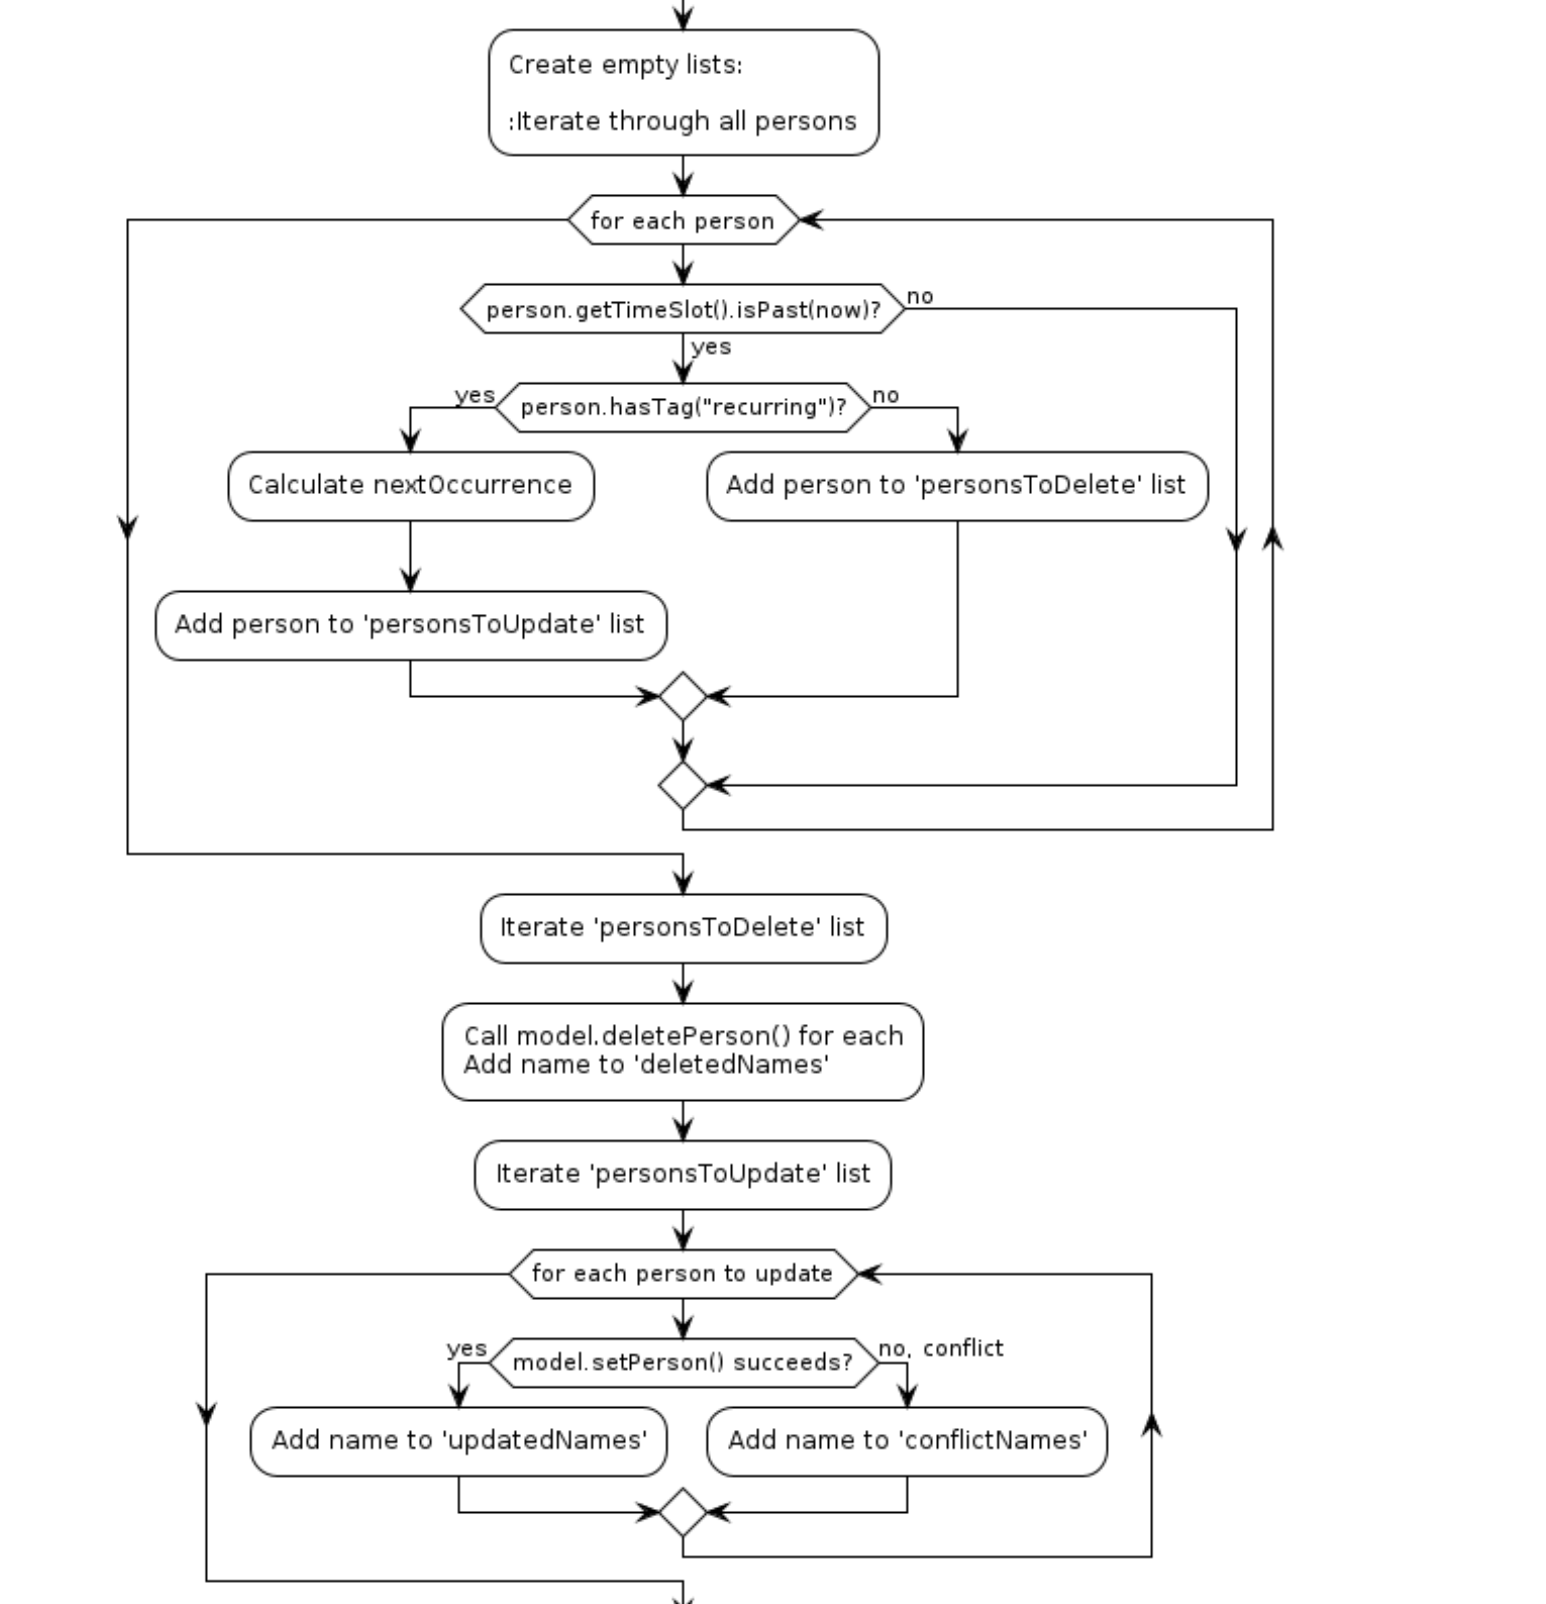 Create empty lists:
:Iterate through all persons
for each person
person.getTimeSlot().isPast(now)?
no
yes
yes
person.hasTag("recurring")?
no
Calculate nextOccurrence
Add person to 'personsToDelete' list
Add person to 'personsToUpdate' list
Iterate 'personsToDelete' list
Call model.deletePerson() for each
Add name to 'deletedNames'
Iterate 'personsToUpdate' list
for each person to update
yes
model.setPerson() succeeds?
no, conflict
Add name to 'updatedNames'
Add name to 'conflictNames'